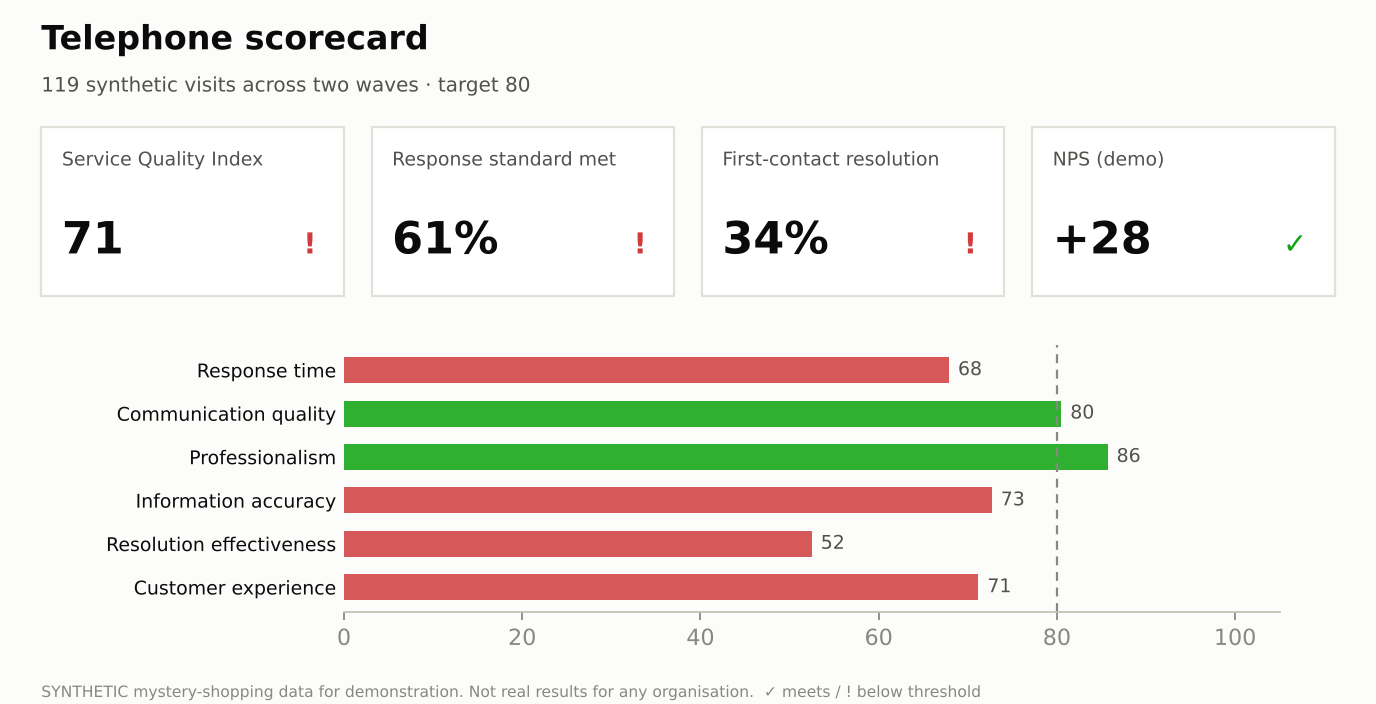 Telephone scorecard
119 synthetic visits across two waves · target 80
Service Quality Index
71 !
Response standard met
61% !
First-contact resolution
34% !
NPS (demo)
+28 ✓
Response time 68
Communication quality 80
Professionalism 86
Information accuracy 73
Resolution effectiveness 52
Customer experience 71
0 20 40 60 80 100
SYNTHETIC mystery-shopping data for demonstration. Not real results for any organisation. ✓ meets / ! below threshold